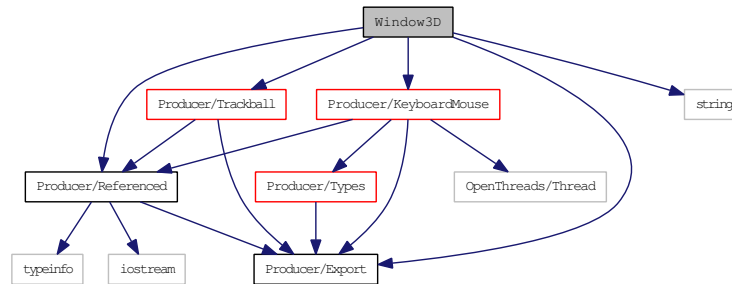 Window3D
Producer/Trackball
Producer/KeyboardMouse
string
Producer/Referenced
Producer/Types
OpenThreads/Thread
typeinfo
iostream
Producer/Export